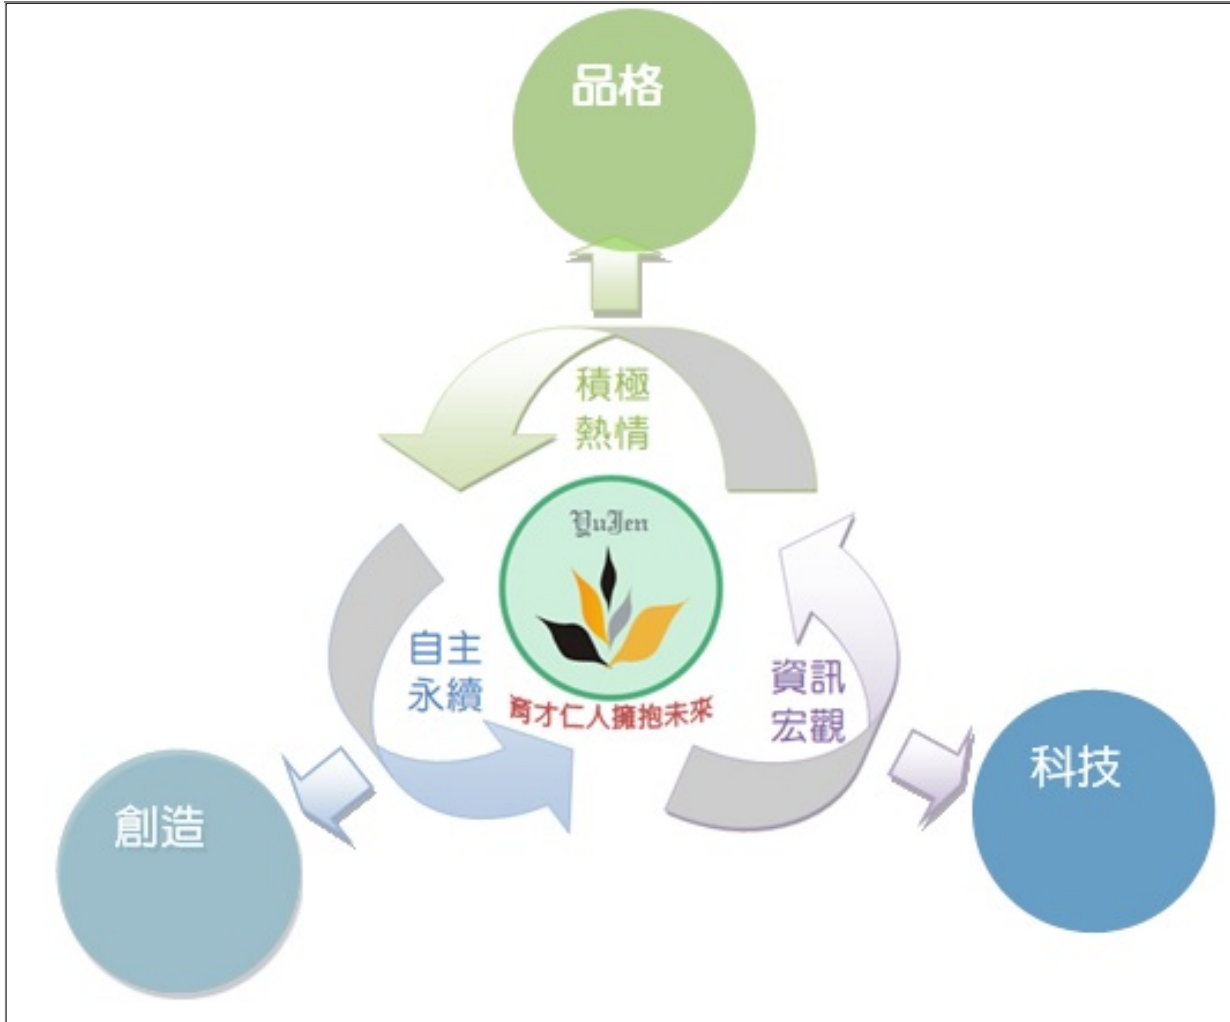 品格
積極
熱情
YuJen
自主
永續
育才仁人擁抱未來
資訊
宏觀
科技
創造